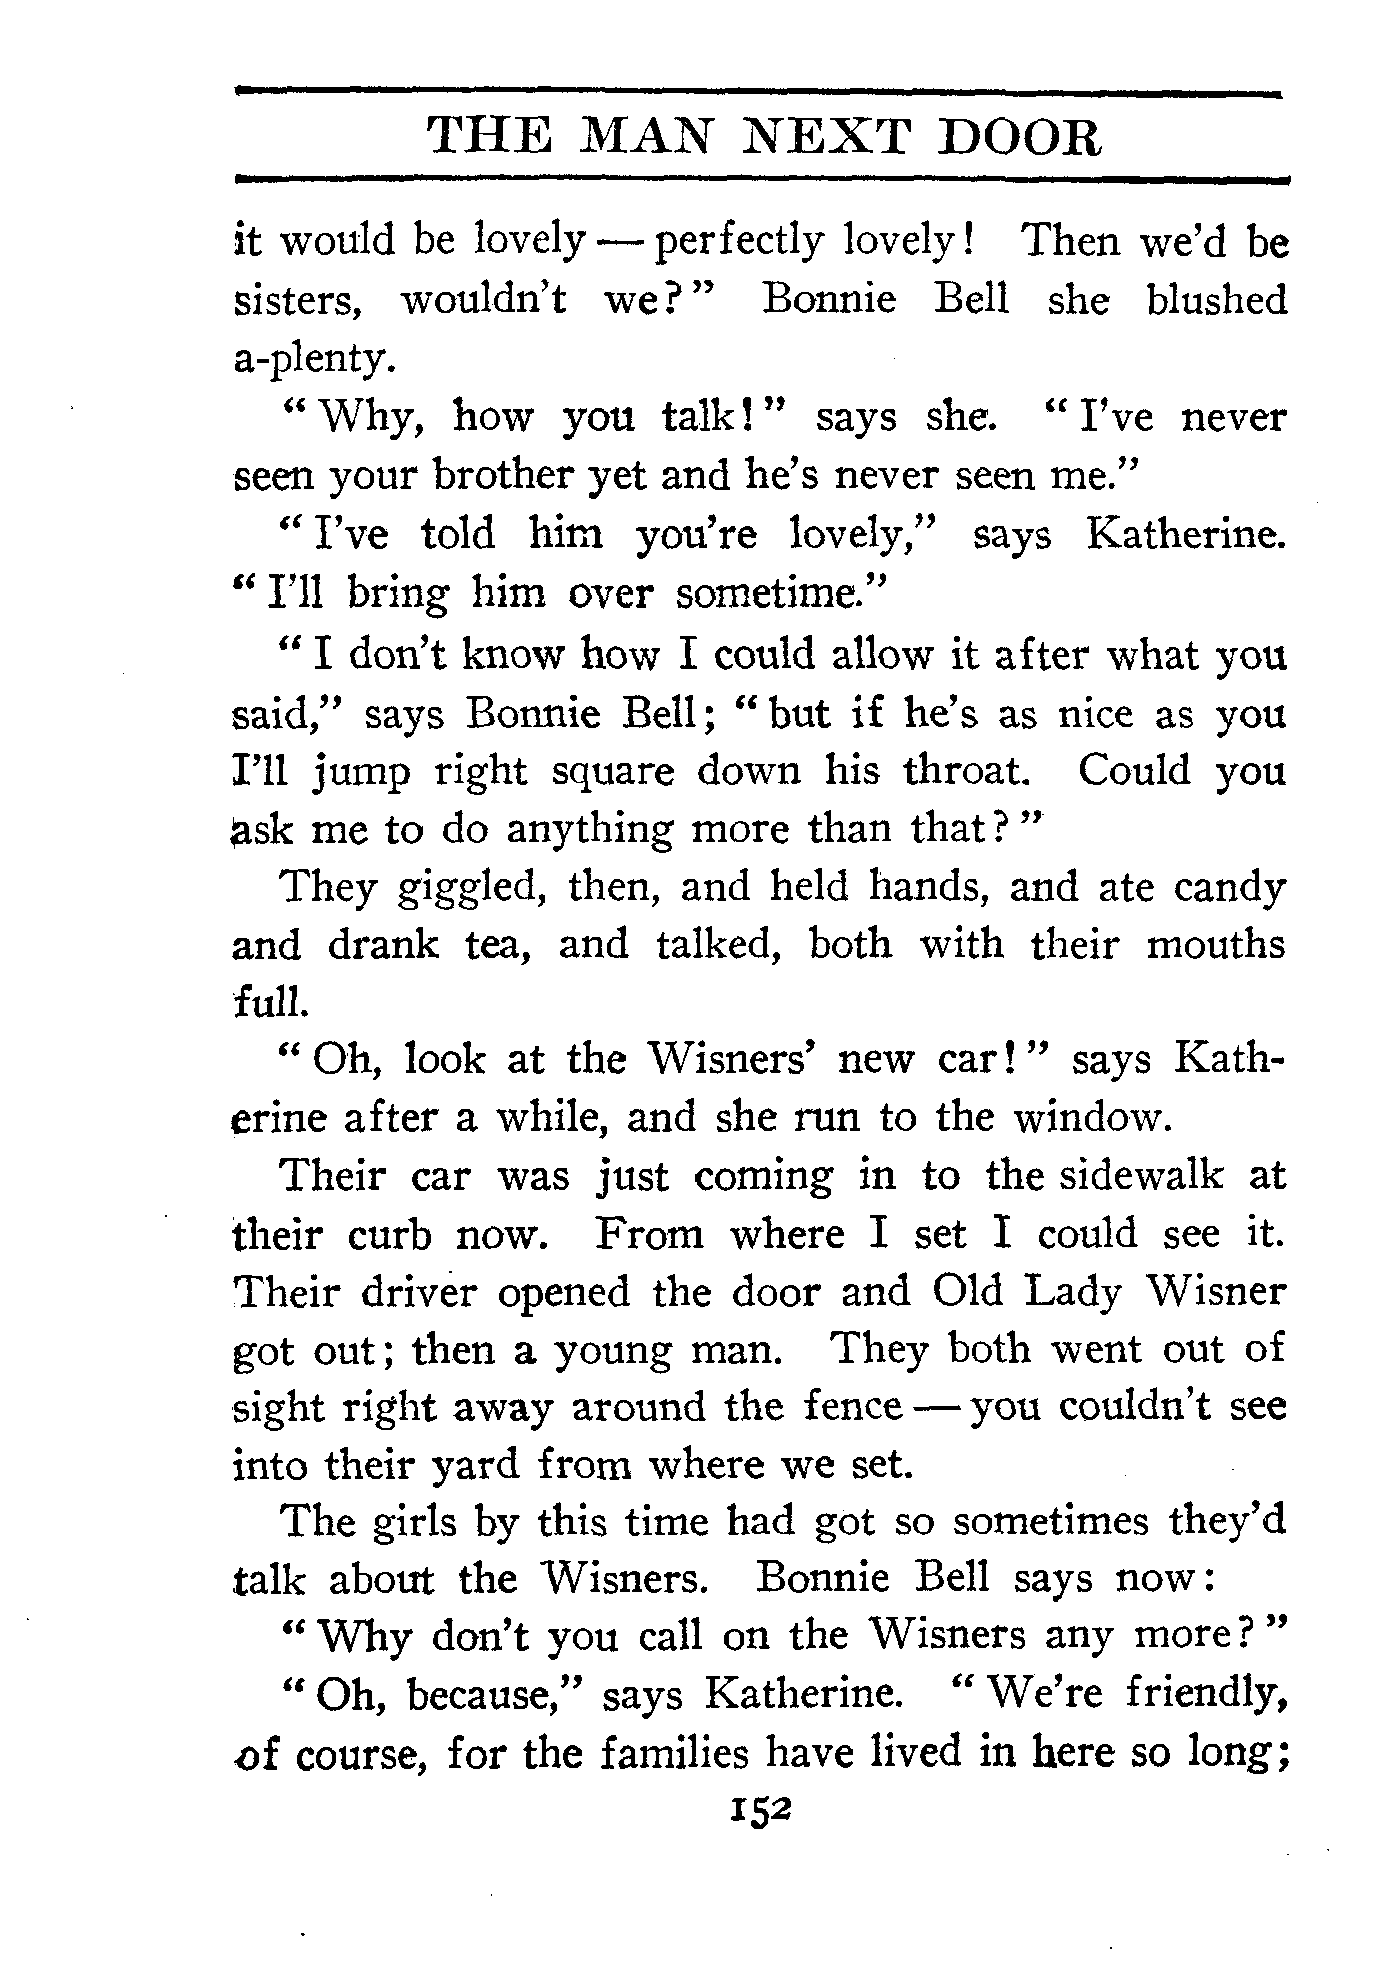 THE MAN NEXT DOOR
it would be lovely — perfectly lovely! Then we'd be
sisters, wouldn't we?" Bonnie Bell she blushed
a-plenty.
"Why, how you talk!" says she. "I've never
seen your brother yet and he's never seen me."
"I've told him you're lovely," says Katherine.
"I'll bring him over sometime."
"I don't know how I could allow it after what you
said," says Bonnie Bell; "but if he's as nice as you
I'll jump right square down his throat. Could you
ask me to do anything more than that?"
They giggled, then, and held hands, and ate candy
and drank tea, and talked, both with their mouths
full.
"Oh, look at the Wisners' new car!" says Kath-
erine after a while, and she run to the window.
Their car was just coming in to the sidewalk at
their curb now. From where I set I could see it.
Their driver opened the door and Old Lady Wisner
got out; then a young man. They both went out of
sight right away around the fence — you couldn't see
into their yard from where we set.
The girls by this time had got so sometimes they'd
talk about the Wisners. Bonnie Bell says now:
"Why don't you call on the Wisners any more?"
"Oh, because," says Katherine. "We're friendly,
of course, for the families have lived in here so long;
152